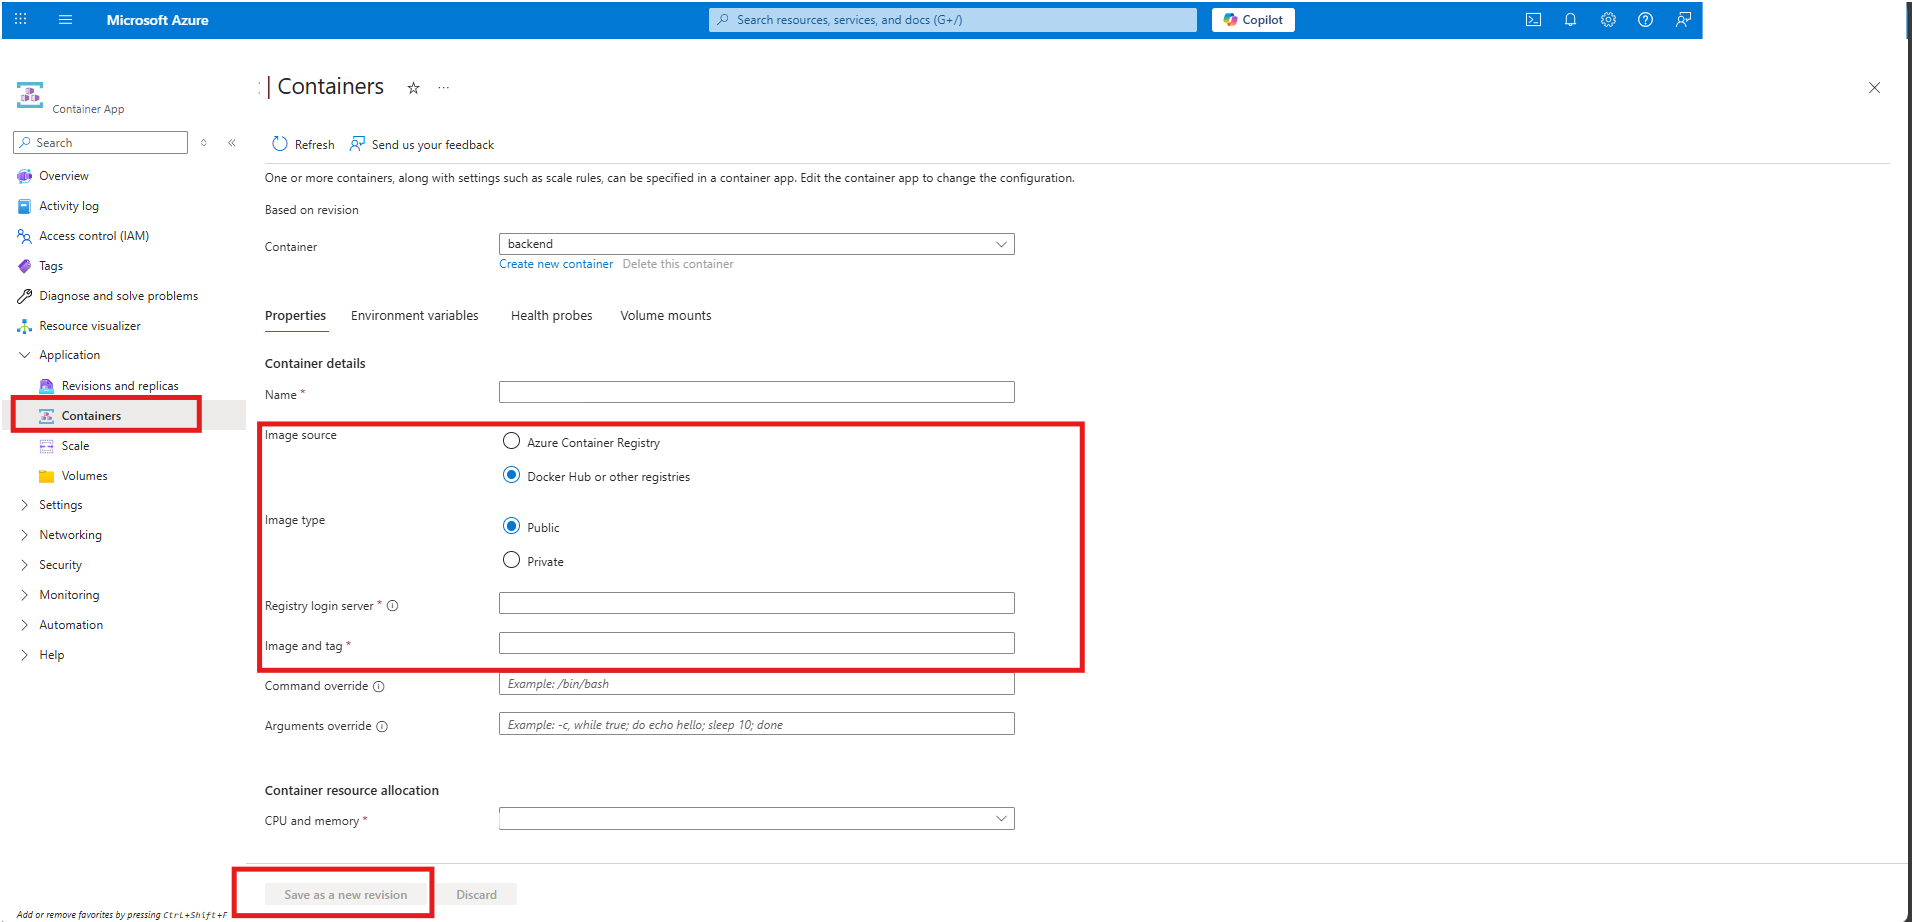 Microsoft Azure
Search resources, services, and docs (G+/)
Copilot
Container App
| Containers
Search
Refresh
Send us your feedback
One or more containers, along with settings such as scale rules, can be specified in a container app. Edit the container app to change the configuration.
Based on revision
Container
backend
Create new container
Delete this container
Overview
Activity log
Access control (IAM)
Tags
Diagnose and solve problems
Resource visualizer
Application
Revisions and replicas
Containers
Scale
Volumes
Settings
Networking
Security
Monitoring
Automation
Help
Properties
Environment variables
Health probes
Volume mounts
Container details
Name *
Image source
Azure Container Registry
Docker Hub or other registries
Image type
Public
Private
Registry login server *
Image and tag *
Command override
Example: /bin/bash
Arguments override
Example: -c, while true; do echo hello; sleep 10; done
Container resource allocation
CPU and memory *
Save as a new revision
Discard
Add or remove favorites by pressing Ctrl+Shift+F